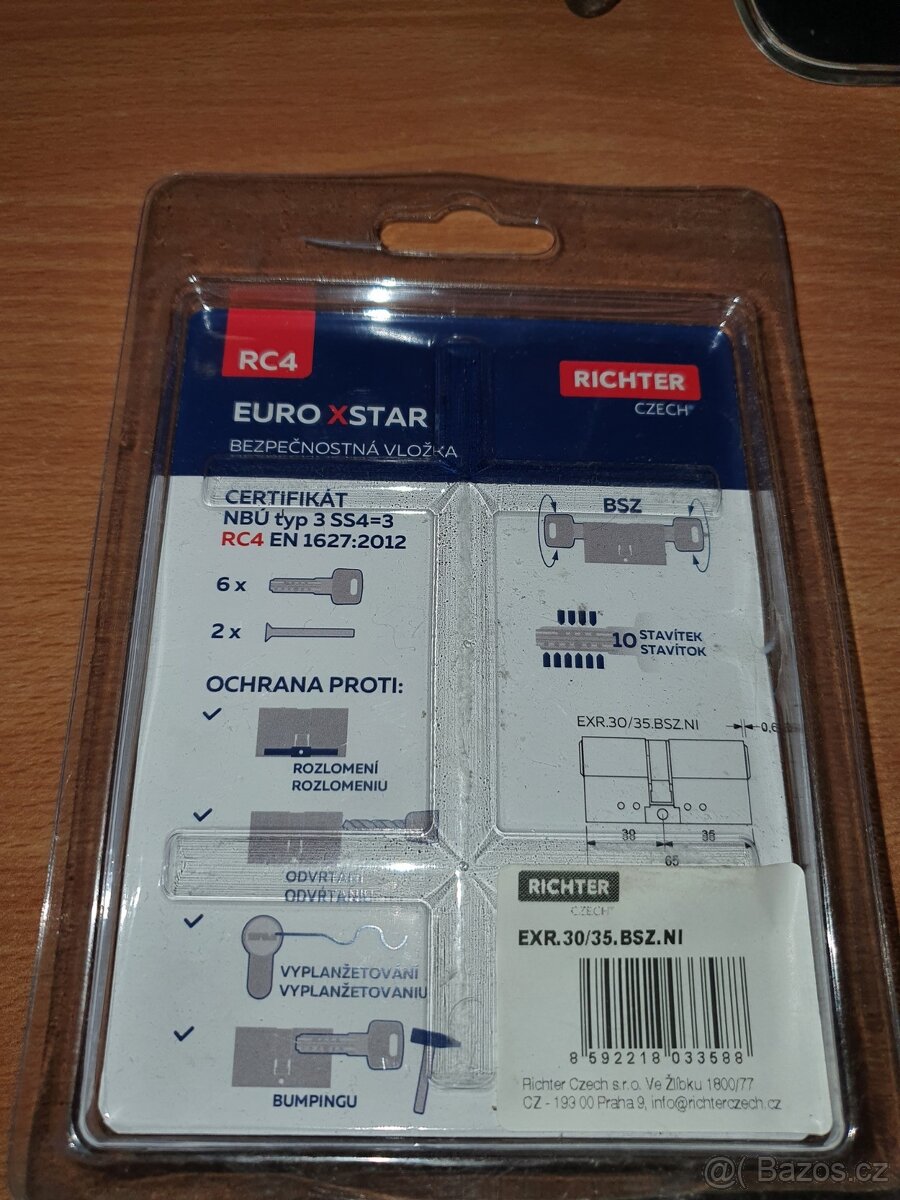 RC4
RICHTER
CZECH®
EURO XSTAR
BEZPEČNOSTNÁ VLOŽKA
CERTIFIKÁT
NBÚ typ 3 SS4=3
RC4 EN 1627:2012
6 x
2 x
OCHRANA PROTI:
ROZLOMENÍ
ROZLOMENIU
ODVRTÁNÍ
ODVŔTANIU
VYPLANŽETOVÁNÍ
VYPLANŽETOVANIU
BUMPINGU
BSZ
10 STAVÍTEK
STAVÍTOK
EXR.30/35.BSZ.NI
30
35
65
RICHTER
CZECH®
EXR.30/35.BSZ.NI
8 592218 033588
Richter Czech s.r.o. Ve Žlíbku 1800/77
CZ - 193 00 Praha 9, info@richterczech.cz
@( Bazos.cz